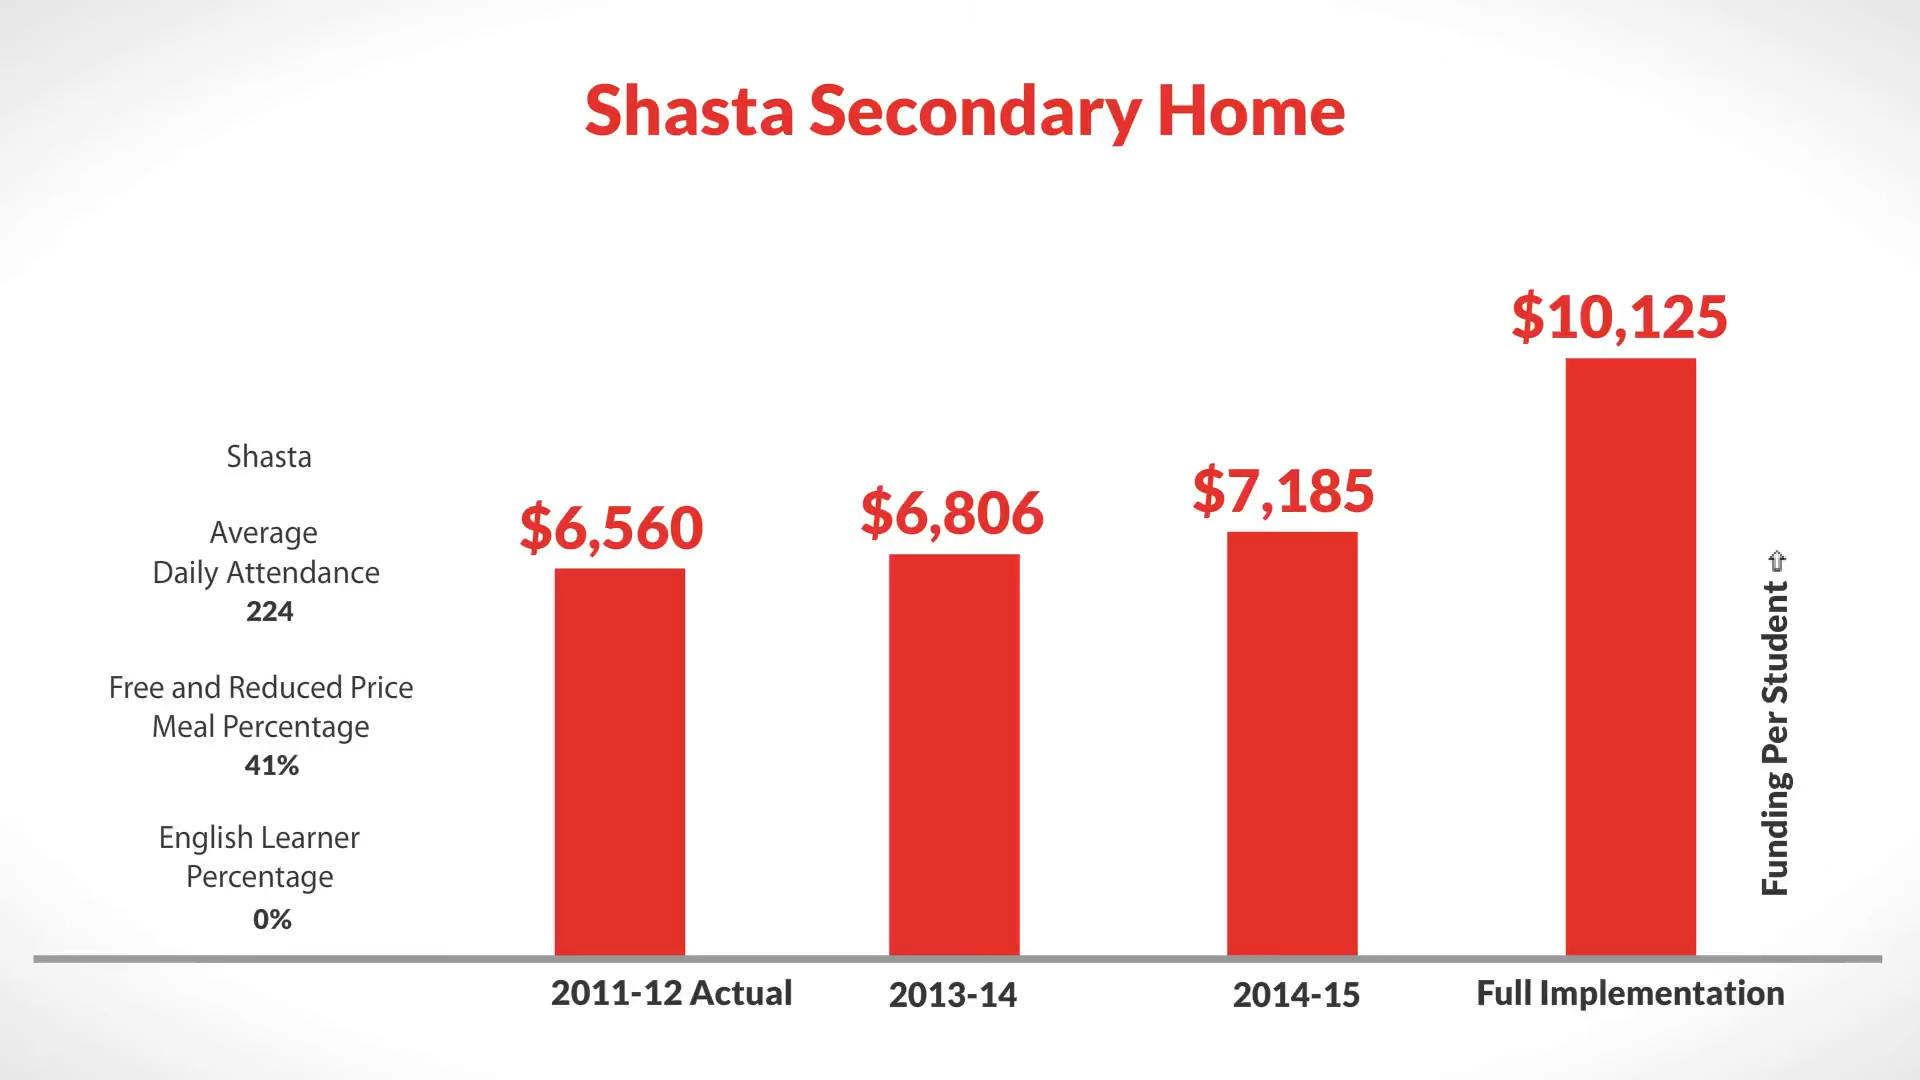 Shasta Secondary Home
Shasta
Average
Daily Attendance
224
Free and Reduced Price
Meal Percentage
41%
English Learner
Percentage
0%
$6,560
$6,806
$7,185
$10,125
2011-12 Actual
2013-14
2014-15
Full Implementation
Funding Per Student ⇨